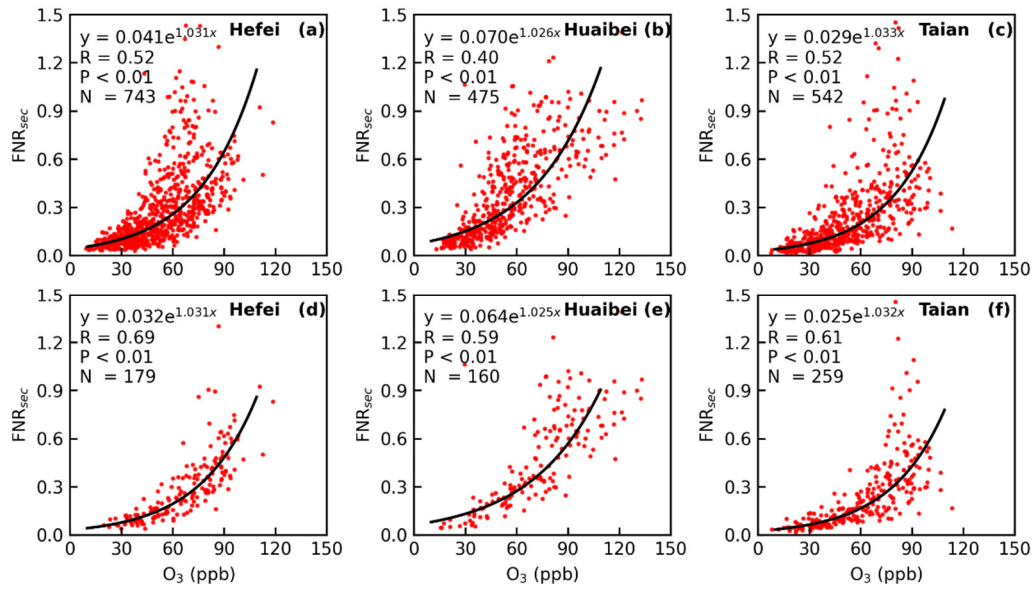 1.5
1.2
0.9
0.6
0.3
0.0
FNRsec
y = 0.041e^1.031x
R = 0.52
P < 0.01
N = 743
Hefei (a)
0 30 60 90 120 150
1.5
1.2
0.9
0.6
0.3
0.0
FNRsec
y = 0.070e^1.026x
R = 0.40
P < 0.01
N = 475
Huaibei (b)
0 30 60 90 120 150
1.5
1.2
0.9
0.6
0.3
0.0
FNRsec
y = 0.029e^1.033x
R = 0.52
P < 0.01
N = 542
Taian (c)
0 30 60 90 120 150
1.5
1.2
0.9
0.6
0.3
0.0
FNRsec
y = 0.032e^1.031x
R = 0.69
P < 0.01
N = 179
Hefei (d)
0 30 60 90 120 150
O3 (ppb)
1.5
1.2
0.9
0.6
0.3
0.0
FNRsec
y = 0.064e^1.025x
R = 0.59
P < 0.01
N = 160
Huaibei (e)
0 30 60 90 120 150
O3 (ppb)
1.5
1.2
0.9
0.6
0.3
0.0
FNRsec
y = 0.025e^1.032x
R = 0.61
P < 0.01
N = 259
Taian (f)
0 30 60 90 120 150
O3 (ppb)